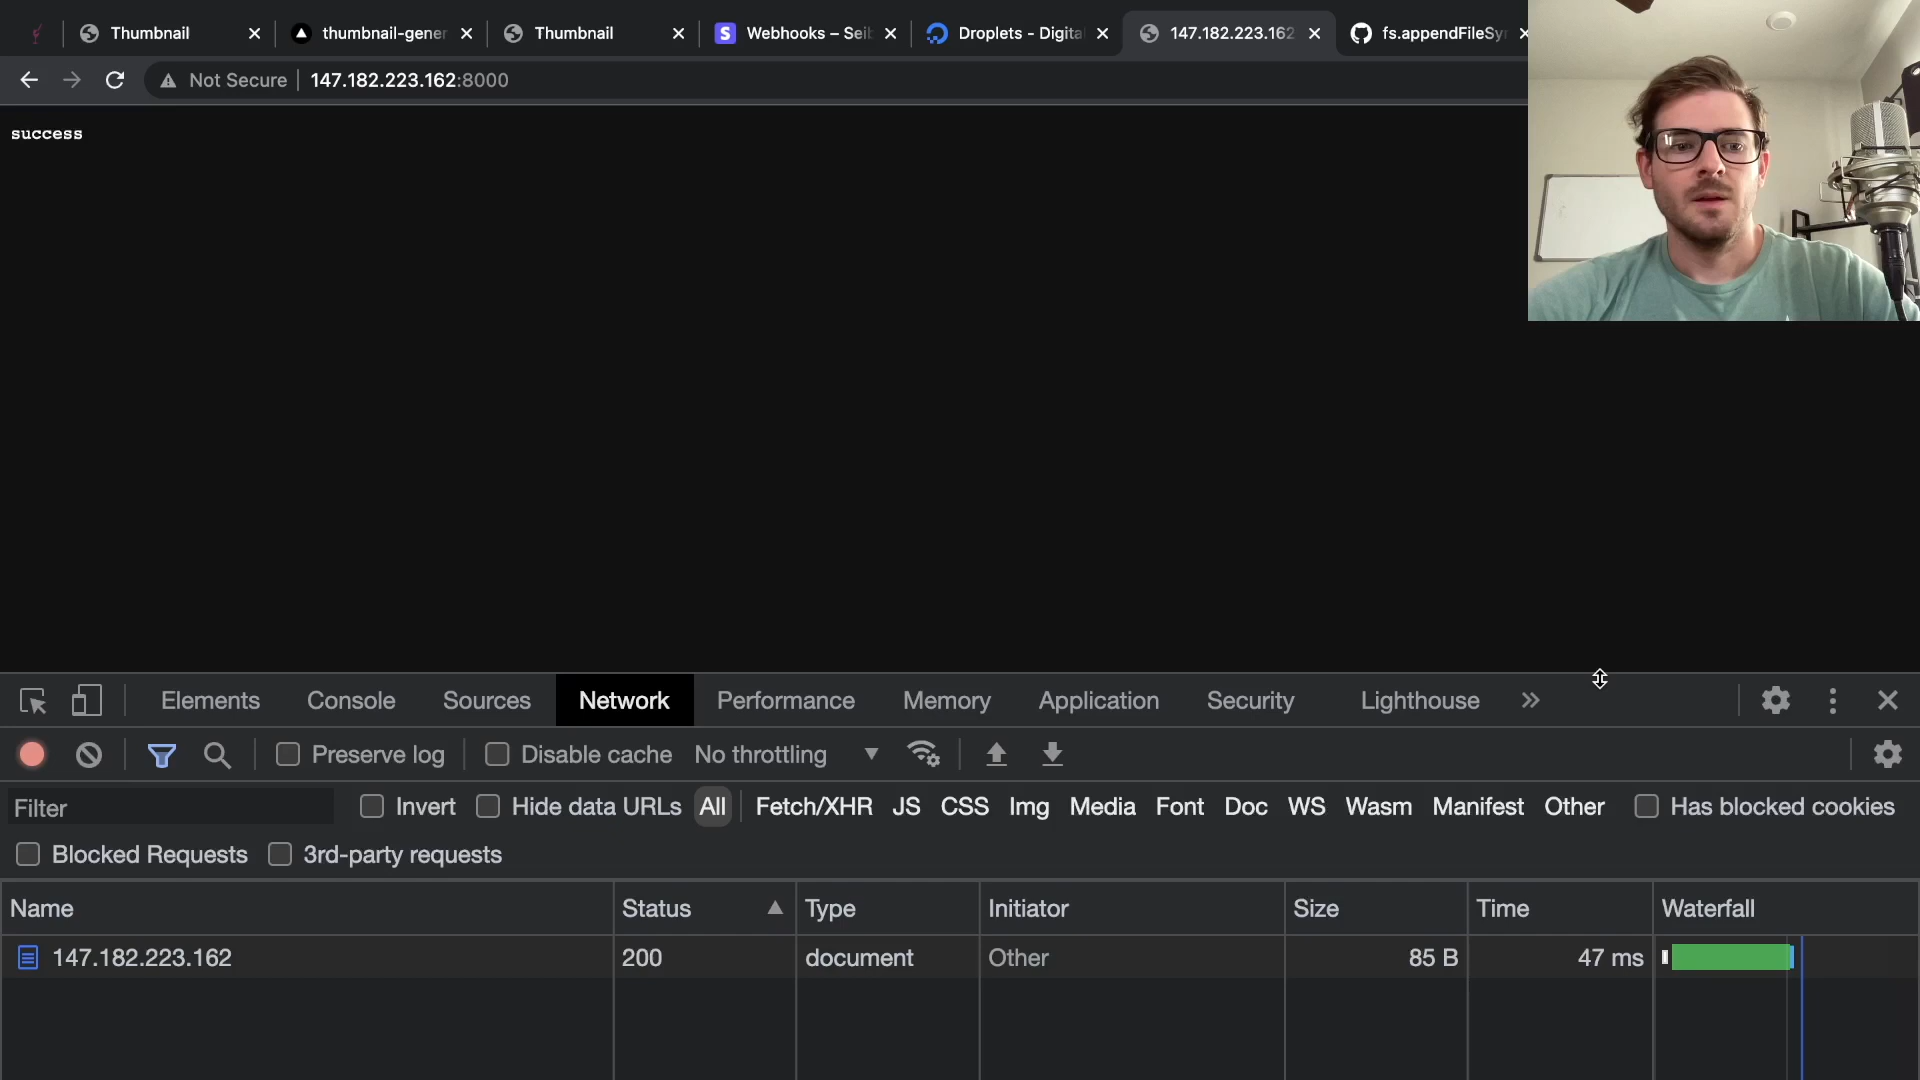 Thumbnail
thumbnail-gener
Thumbnail
Webhooks – Seib
Droplets - Digita
147.182.223.162
fs.appendFileSy
Not Secure 147.182.223.162:8000
success
Elements Console Sources Network Performance Memory Application Security Lighthouse
Preserve log Disable cache No throttling
Filter Invert Hide data URLs All Fetch/XHR JS CSS Img Media Font Doc WS Wasm Manifest Other Has blocked cookies
Blocked Requests 3rd-party requests
Name Status Type Initiator Size Time Waterfall
147.182.223.162 200 document Other 85 B 47 ms